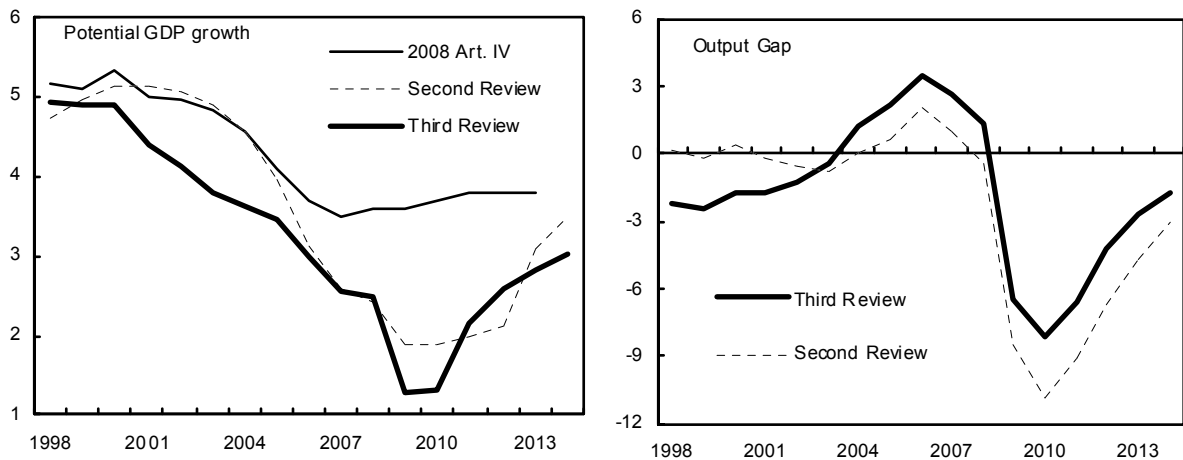 Potential GDP growth
2008 Art. IV
Second Review
Third Review
6
5
4
3
2
1
1998 2001 2004 2007 2010 2013
Output Gap
Third Review
Second Review
6
3
0
-3
-6
-9
-12
1998 2001 2004 2007 2010 2013